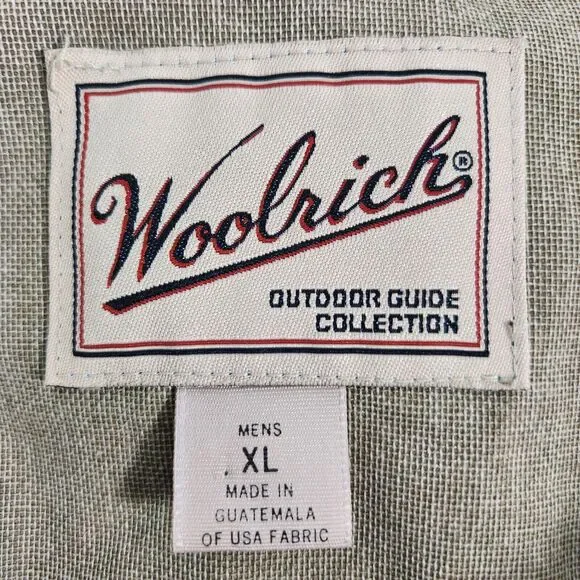 Woolrich®
OUTDOOR GUIDE
COLLECTION
MENS
XL
MADE IN
GUATEMALA
OF USA FABRIC